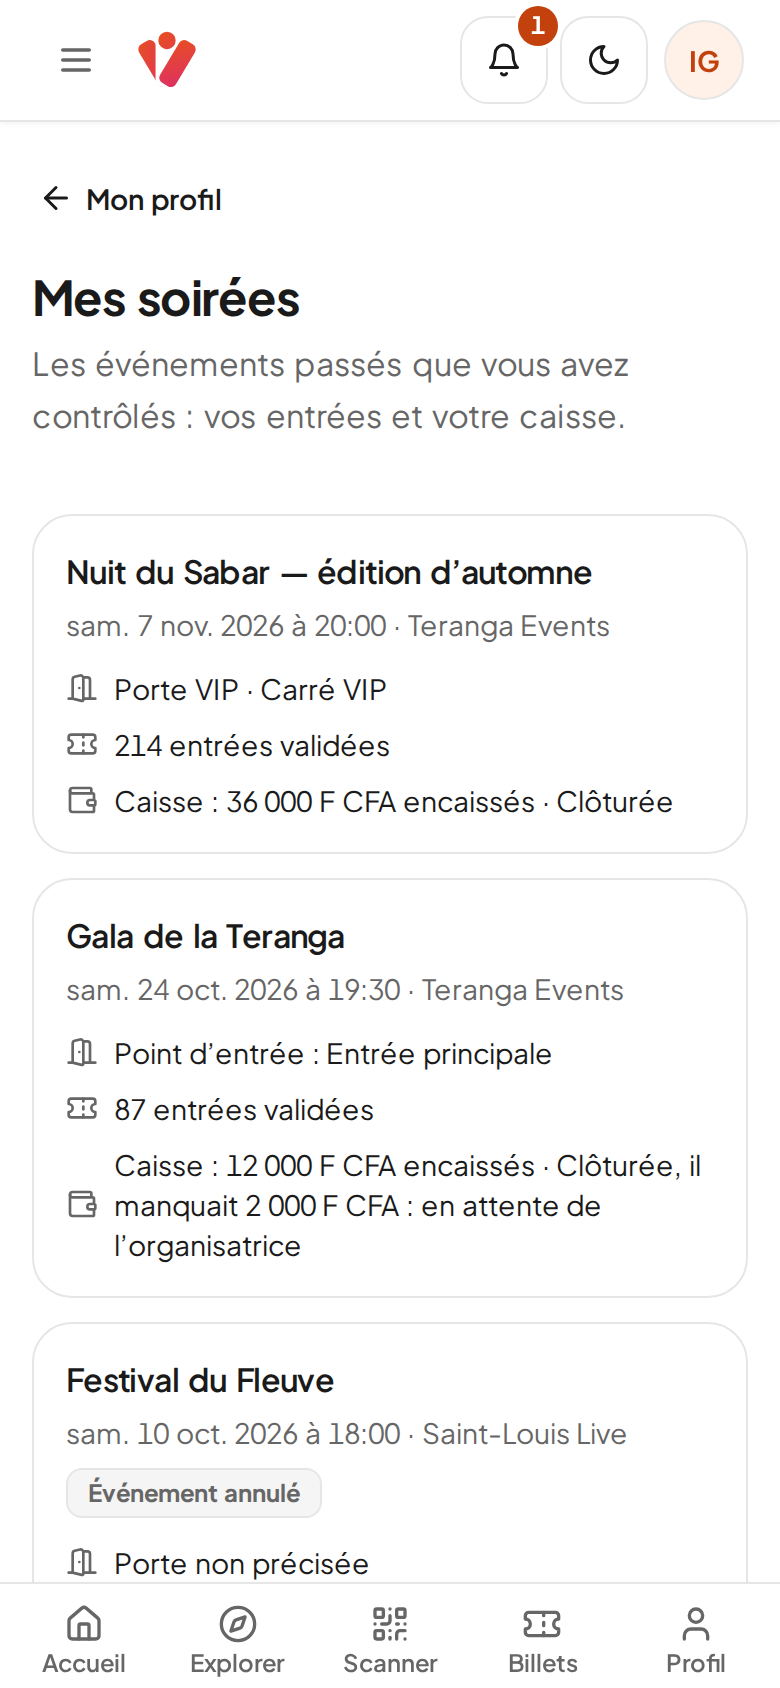 1
IG
Mon profil
Mes soirées
Les événements passés que vous avez
contrôlés : vos entrées et votre caisse.
Nuit du Sabar — édition d’automne
sam. 7 nov. 2026 à 20:00 · Teranga Events
Porte VIP · Carré VIP
214 entrées validées
Caisse : 36 000 F CFA encaissés · Clôturée
Gala de la Teranga
sam. 24 oct. 2026 à 19:30 · Teranga Events
Point d’entrée : Entrée principale
87 entrées validées
Caisse : 12 000 F CFA encaissés · Clôturée, il
manquait 2 000 F CFA : en attente de
l’organisatrice
Festival du Fleuve
sam. 10 oct. 2026 à 18:00 · Saint-Louis Live
Événement annulé
Porte non précisée
Accueil
Explorer
Scanner
Billets
Profil